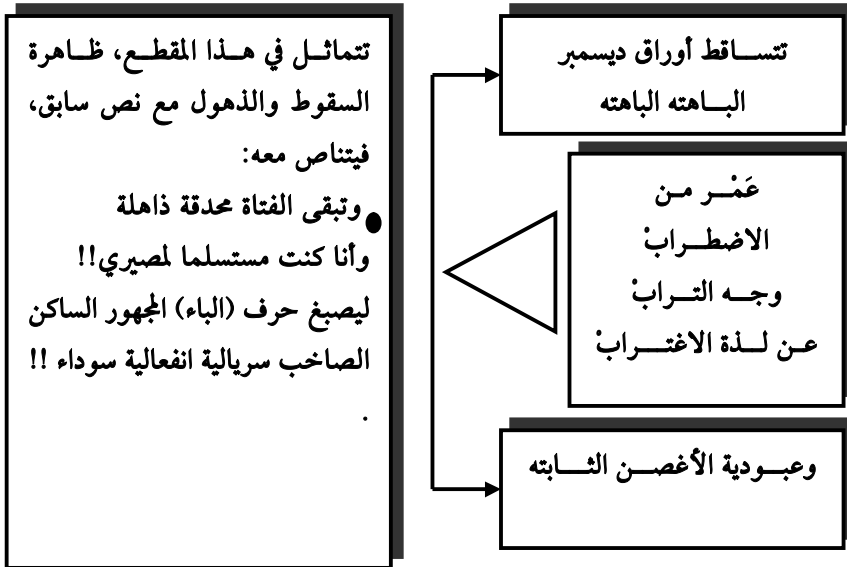 تتساقط أوراق ديسمبر
الباهته الباهته
عَمْر من
الاضطرابْ
وجه الترابْ
عن لذة الاغترابْ
وعبودية الأغصن الثابته
تتماثل في هذا المقطع، ظاهرة
السقوط والذهول مع نص سابق،
فيتناص معه:
وتبقى الفتاة محدقة ذاهلة
وأنا كنت مستسلما لمصيري!!
ليصبغ حرف (الباء) المجهور الساكن
الصاخب سريالية انفعالية سوداء !!
.